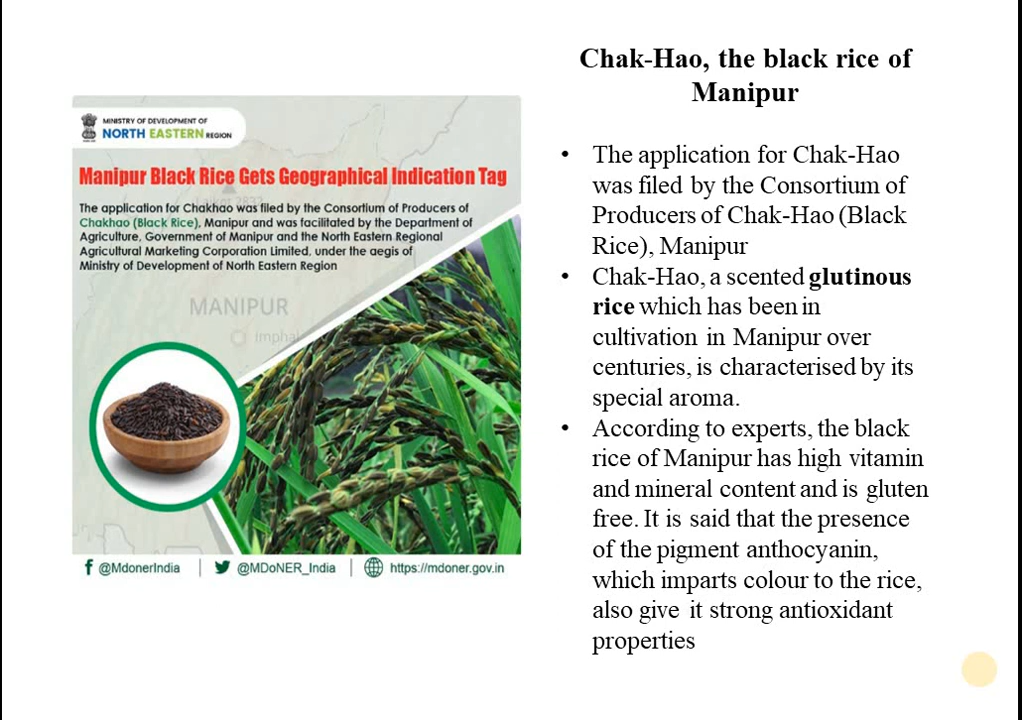 Chak-Hao, the black rice of
Manipur
MINISTRY OF DEVELOPMENT OF
NORTH EASTERN REGION
Manipur Black Rice Gets Geographical Indication Tag
The application for Chakhao was filed by the Consortium of Producers of
Chakhao (Black Rice), Manipur and was facilitated by the Department of
Agriculture, Government of Manipur and the North Eastern Regional
Agricultural Marketing Corporation Limited, under the aegis of
Ministry of Development of North Eastern Region
MANIPUR
imphal
@MdonerIndia | @MDoNER_India | https://mdoner.gov.in
• The application for Chak-Hao
was filed by the Consortium of
Producers of Chak-Hao (Black
Rice), Manipur
• Chak-Hao, a scented glutinous
rice which has been in
cultivation in Manipur over
centuries, is characterised by its
special aroma.
• According to experts, the black
rice of Manipur has high vitamin
and mineral content and is gluten
free. It is said that the presence
of the pigment anthocyanin,
which imparts colour to the rice,
also give it strong antioxidant
properties